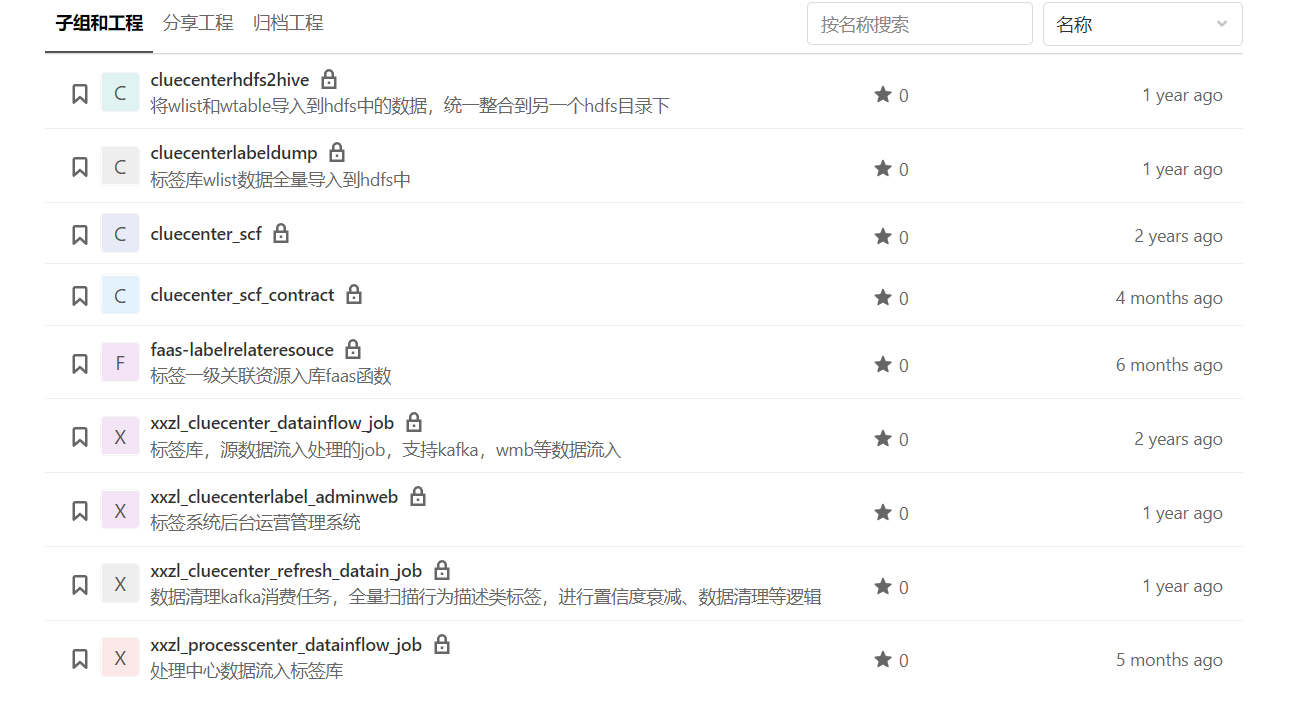 子组和工程 分享工程 归档工程 按名称搜索 名称
C cluecenterhdfs2hive
将wlist和wtable导入到hdfs中的数据，统一整合到另一个hdfs目录下
0 1 year ago
C cluecenterlabeldump
标签库wlist数据全量导入到hdfs中
0 1 year ago
C cluecenter_scf 0 2 years ago
C cluecenter_scf_contract 0 4 months ago
F faas-labelrelateresouce
标签一级关联资源入库faas函数
0 6 months ago
X xxzl_cluecenter_datainflow_job
标签库，源数据流入处理的job，支持kafka，wmb等数据流入
0 2 years ago
X xxzl_cluecenterlabel_adminweb
标签系统后台运营管理系统
0 1 year ago
X xxzl_cluecenter_refresh_datain_job
数据清理kafka消费任务，全量扫描行为描述类标签，进行置信度衰减、数据清理等逻辑
0 1 year ago
X xxzl_processcenter_datainflow_job
处理中心数据流入标签库
0 5 months ago